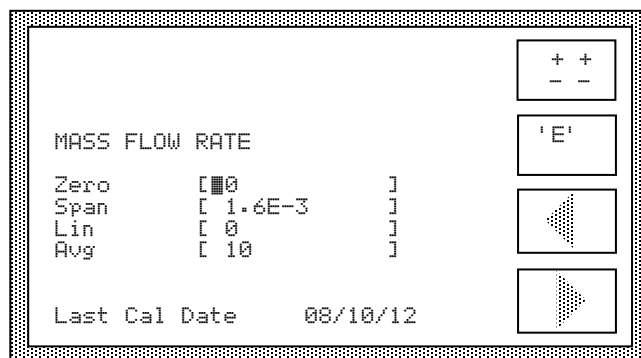 + +
– –
'E'
MASS FLOW RATE
Zero [ 0 ]
Span [ 1.6E-3 ]
Lin [ 0 ]
Avg [ 10 ]
Last Cal Date 08/10/12